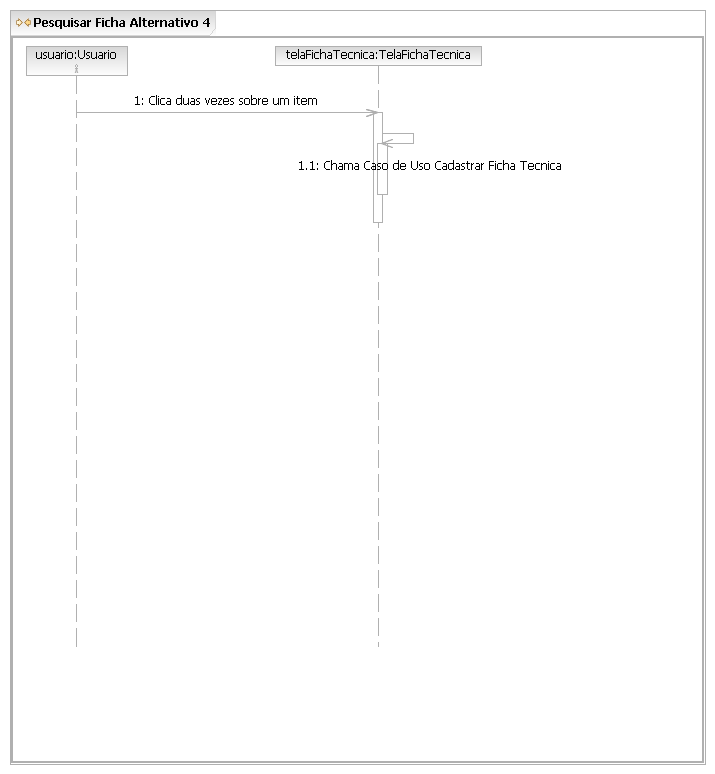 Pesquisar Ficha Alternativo 4
usuario:Usuario
telaFichaTecnica:TelaFichaTecnica
1: Clica duas vezes sobre um item
1.1: Chama Caso de Uso Cadastrar Ficha Tecnica